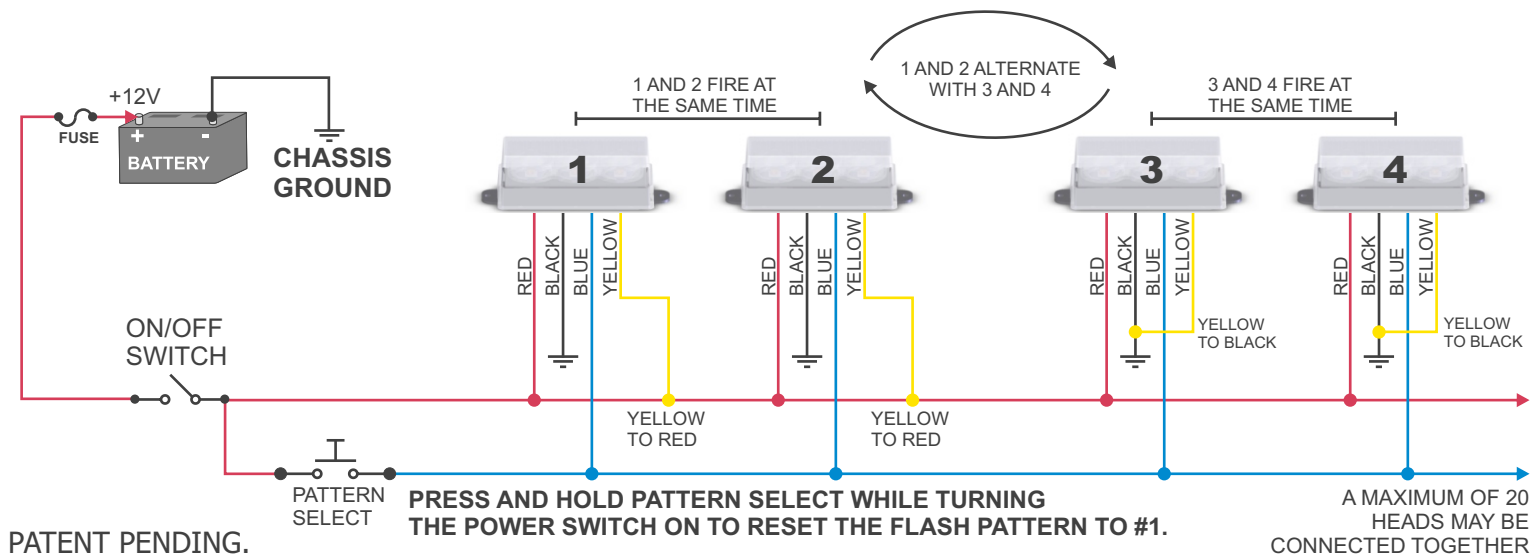 1 AND 2 FIRE AT
THE SAME TIME
1 AND 2 ALTERNATE
WITH 3 AND 4
3 AND 4 FIRE AT
THE SAME TIME
+12V
FUSE
+ -
BATTERY
CHASSIS
GROUND
1
2
3
4
RED
BLACK
BLUE
YELLOW
RED
BLACK
BLUE
YELLOW
RED
BLACK
BLUE
YELLOW
RED
BLACK
BLUE
YELLOW
YELLOW
TO BLACK
YELLOW
TO BLACK
ON/OFF
SWITCH
YELLOW
TO RED
YELLOW
TO RED
PATTERN
SELECT
PRESS AND HOLD PATTERN SELECT WHILE TURNING
THE POWER SWITCH ON TO RESET THE FLASH PATTERN TO #1.
A MAXIMUM OF 20
HEADS MAY BE
CONNECTED TOGETHER
PATENT PENDING.